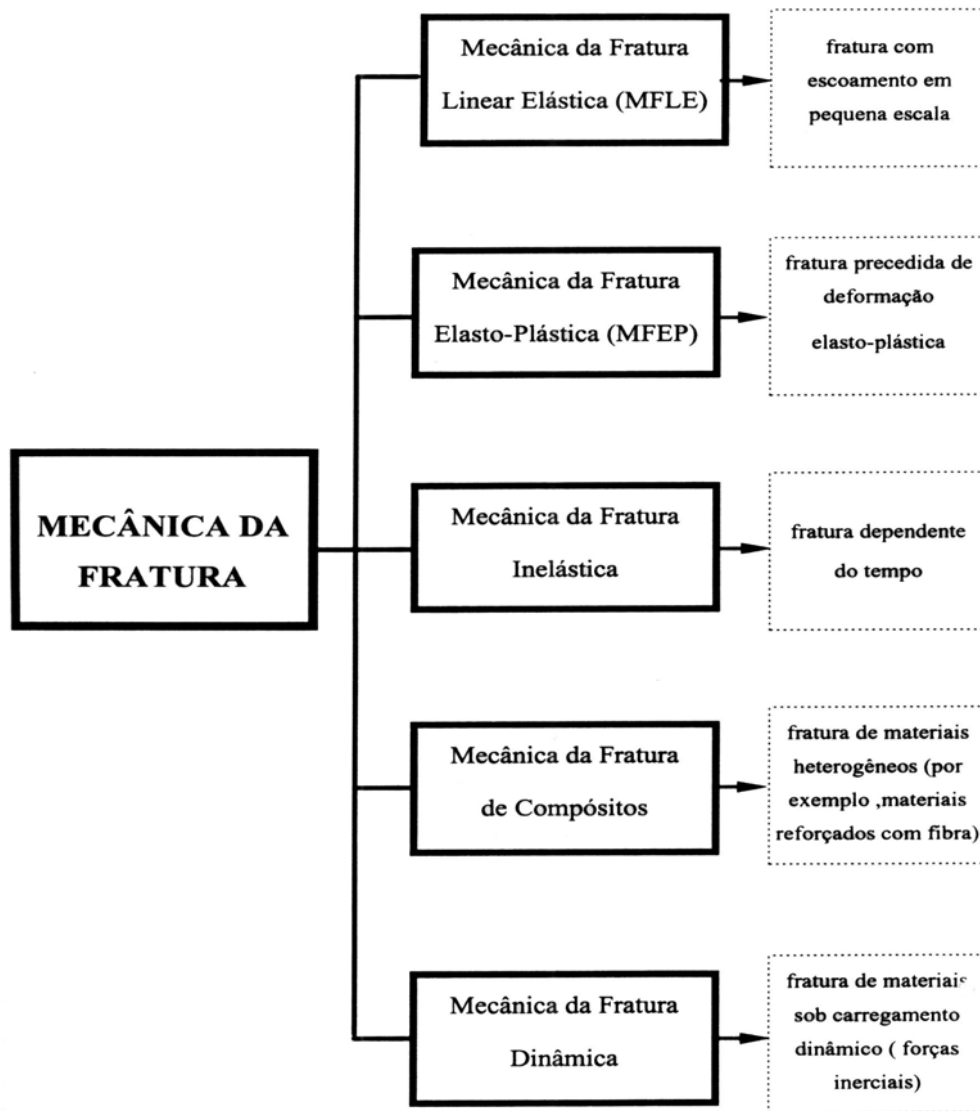 Mecânica da Fratura
Linear Elástica (MFLE)
fratura com
escoamento em
pequena escala
Mecânica da Fratura
Elasto-Plástica (MFEP)
fratura precedida de
deformação
elasto-plástica
MECÂNICA DA
FRATURA
Mecânica da Fratura
Inelástica
fratura dependente
do tempo
Mecânica da Fratura
de Compósitos
fratura de materiais
heterogêneos (por
exemplo ,materiais
reforçados com fibra)
Mecânica da Fratura
Dinâmica
fratura de materiais
sob carregamento
dinâmico ( forças
inerciais)